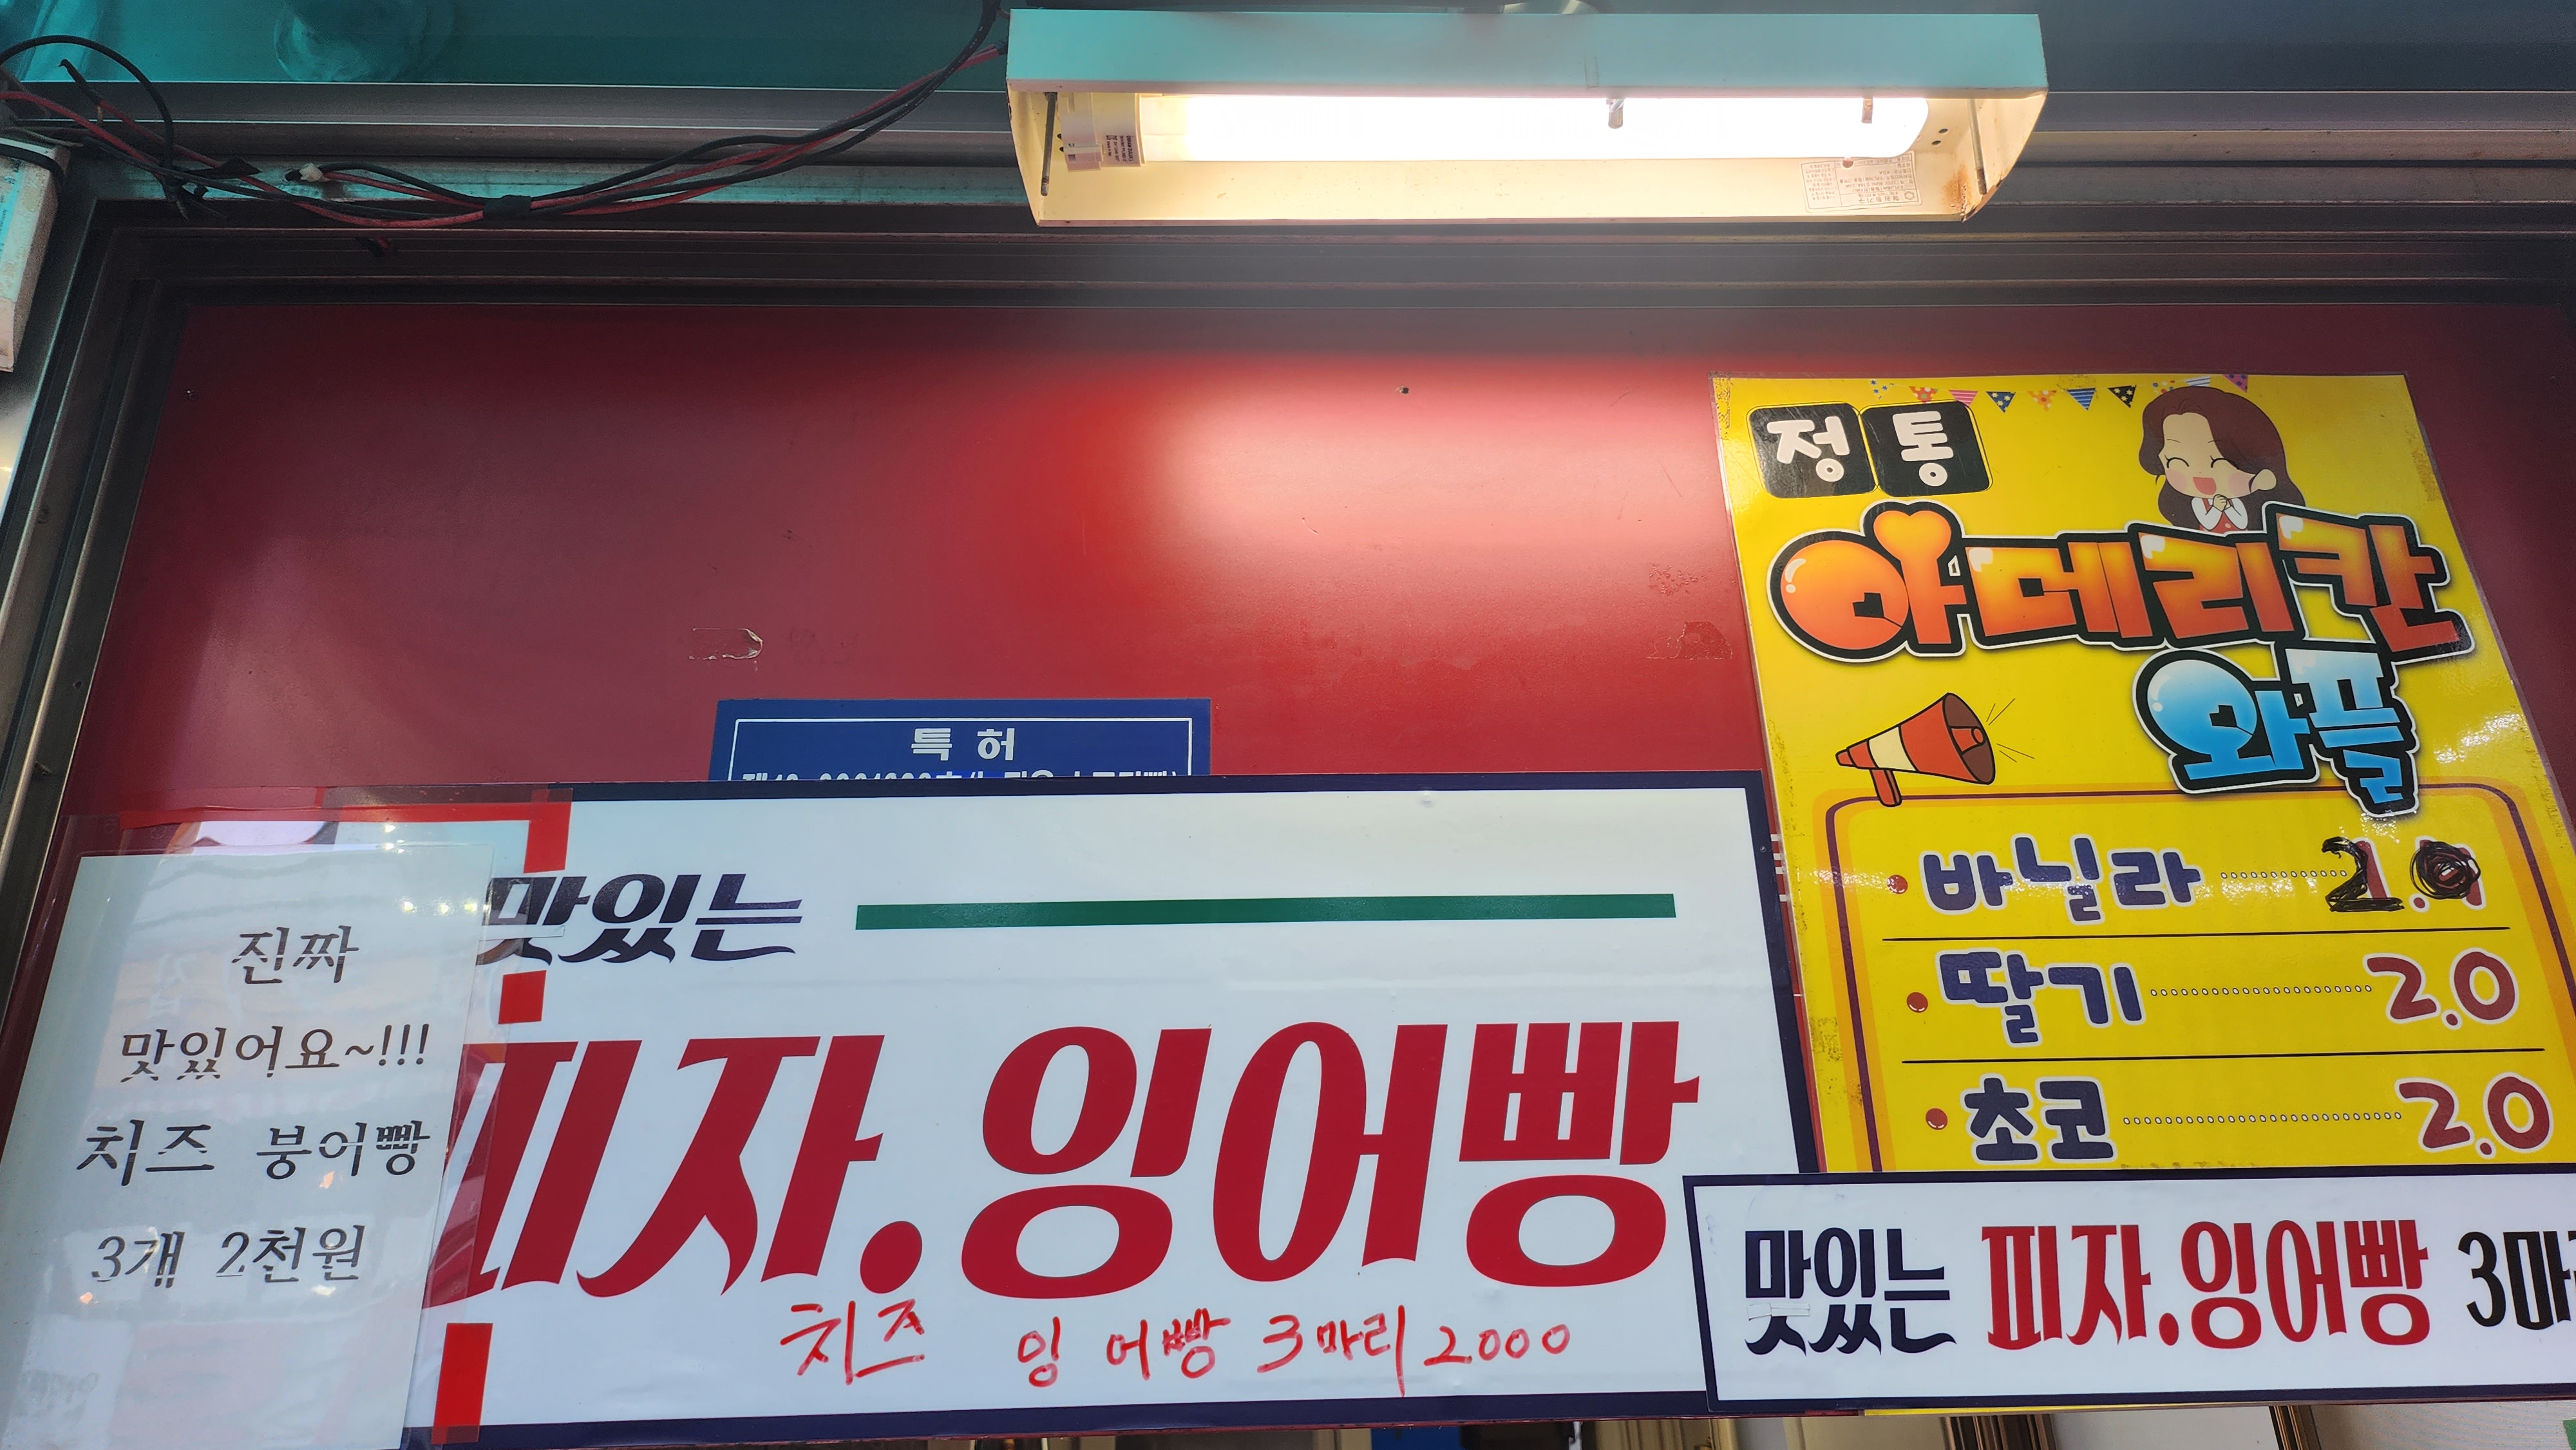 특허
맛있는
피자.잉어빵
치즈 잉어빵 3마리 2000
진짜
맛있어요~!!!
치즈 붕어빵
3개 2천원
정통
아메리칸
와플
바닐라 2.0
딸기 2.0
초코 2.0
맛있는 피자.잉어빵 3마